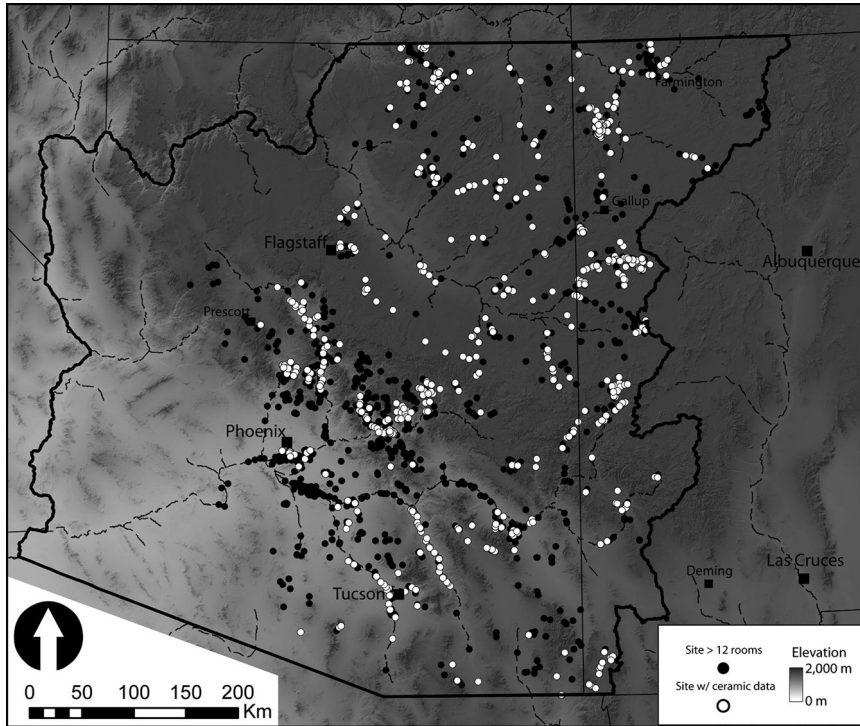 Farmington
Gallup
Flagstaff
Albuquerque
Prescott
Phoenix
Tucson
Deming
Las Cruces
Site > 12 rooms
Site w/ ceramic data
Elevation
2,000 m
0 m
0 50 100 150 200
Km